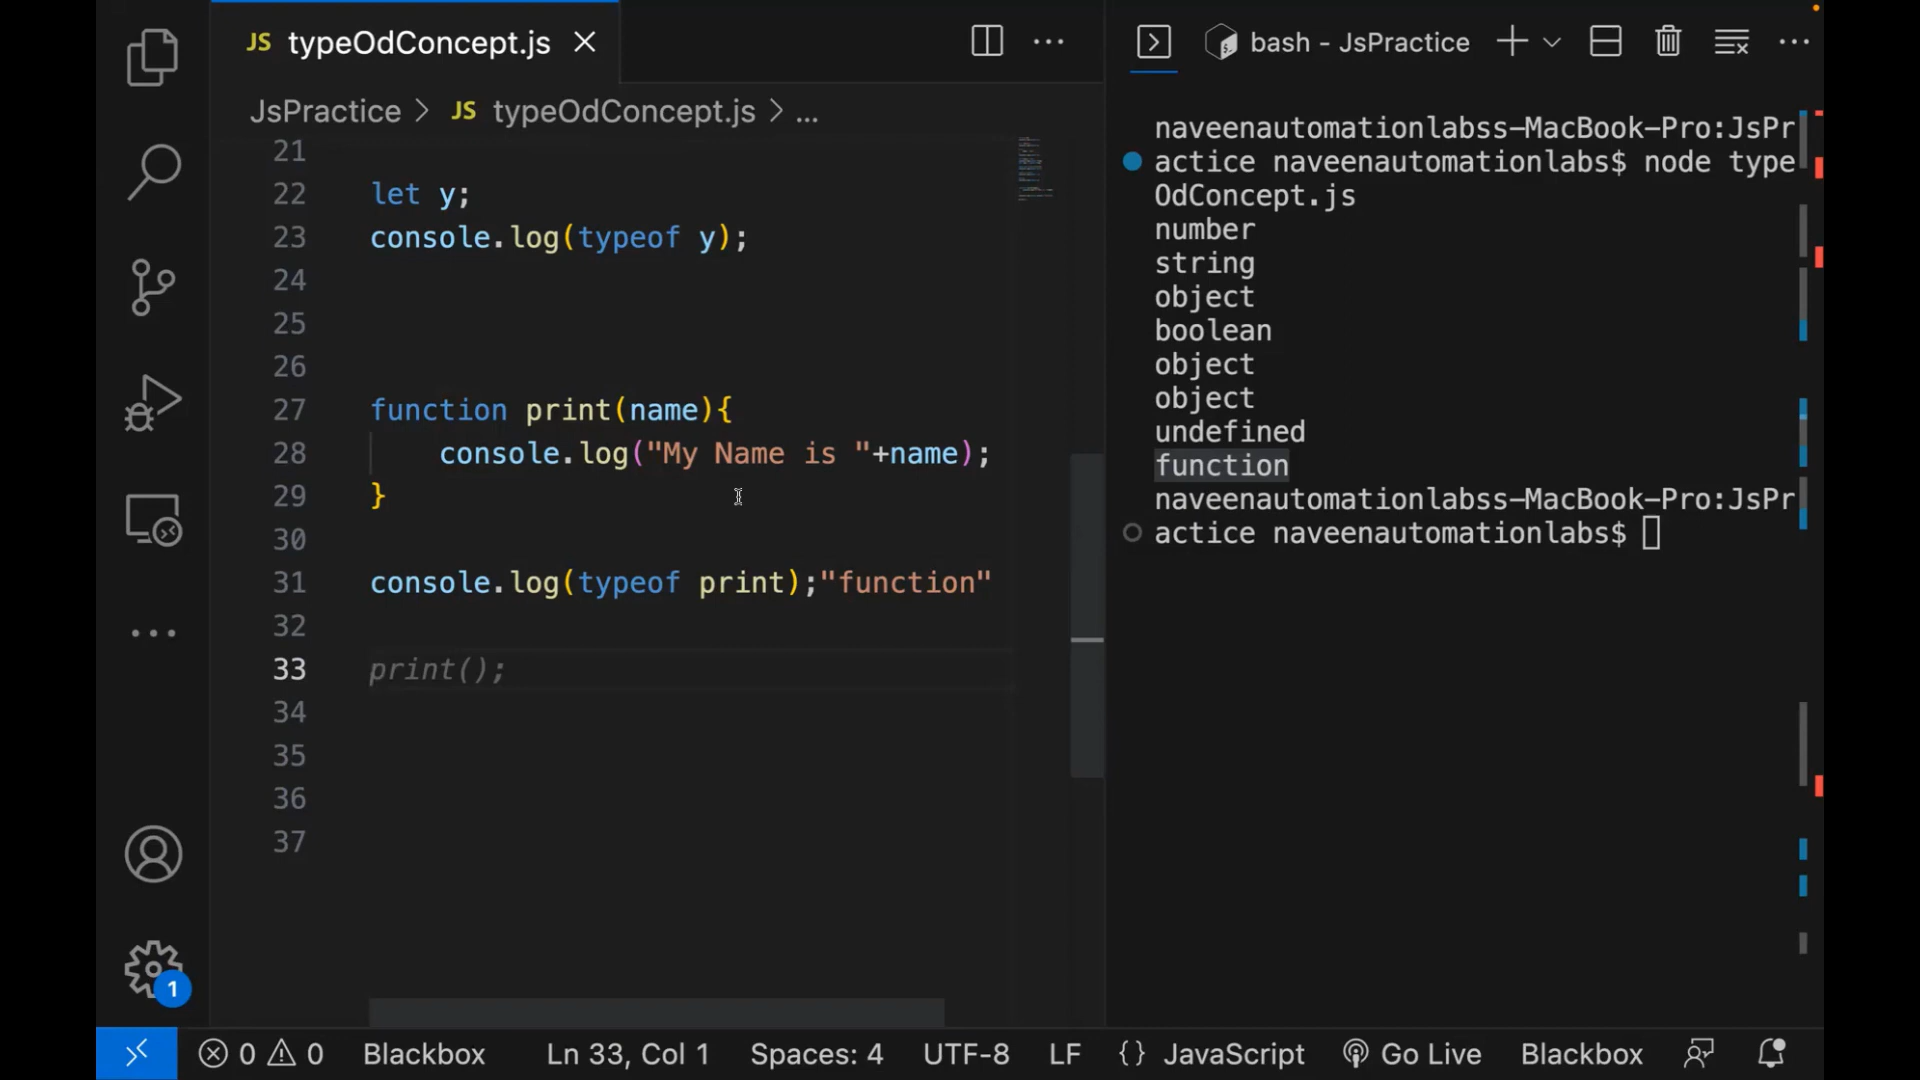 JS typeOdConcept.js
bash - JsPractice
JsPractice > JS typeOdConcept.js > ...
21
22 let y;
23 console.log(typeof y);
24
25
26
27 function print(name){
28 console.log("My Name is "+name);
29 }
30
31 console.log(typeof print);"function"
32
33 print();
34
35
36
37
naveenautomationlabss-MacBook-Pro:JsPr
actice naveenautomationlabs$ node type
OdConcept.js
number
string
object
boolean
object
object
undefined
function
naveenautomationlabss-MacBook-Pro:JsPr
actice naveenautomationlabs$
1
0 0 Blackbox Ln 33, Col 1 Spaces: 4 UTF-8 LF {} JavaScript Go Live Blackbox